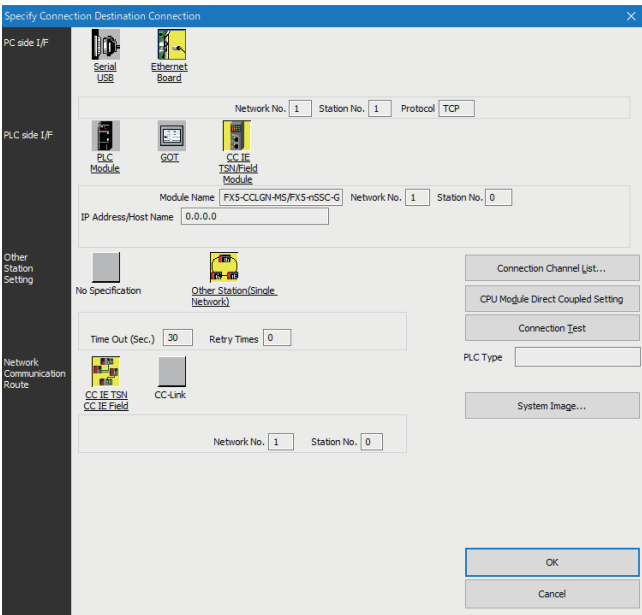 Specify Connection Destination Connection
PC side I/F
Serial
USB
Ethernet
Board
Network No. 1 Station No. 1 Protocol TCP
PLC side I/F
PLC
Module
GOT
CC IE
TSN/Field
Module
Module Name FX5-CCLGN-MS/FX5-nSSC-G Network No. 1 Station No. 0
IP Address/Host Name 0.0.0.0
Other
Station
Setting
No Specification
Other Station(Single
Network)
Time Out (Sec.) 30 Retry Times 0
Connection Channel List...
CPU Module Direct Coupled Setting
Connection Test
PLC Type
System Image...
Network
Communication
Route
CC IE TSN
CC IE Field
CC-Link
Network No. 1 Station No. 0
OK
Cancel